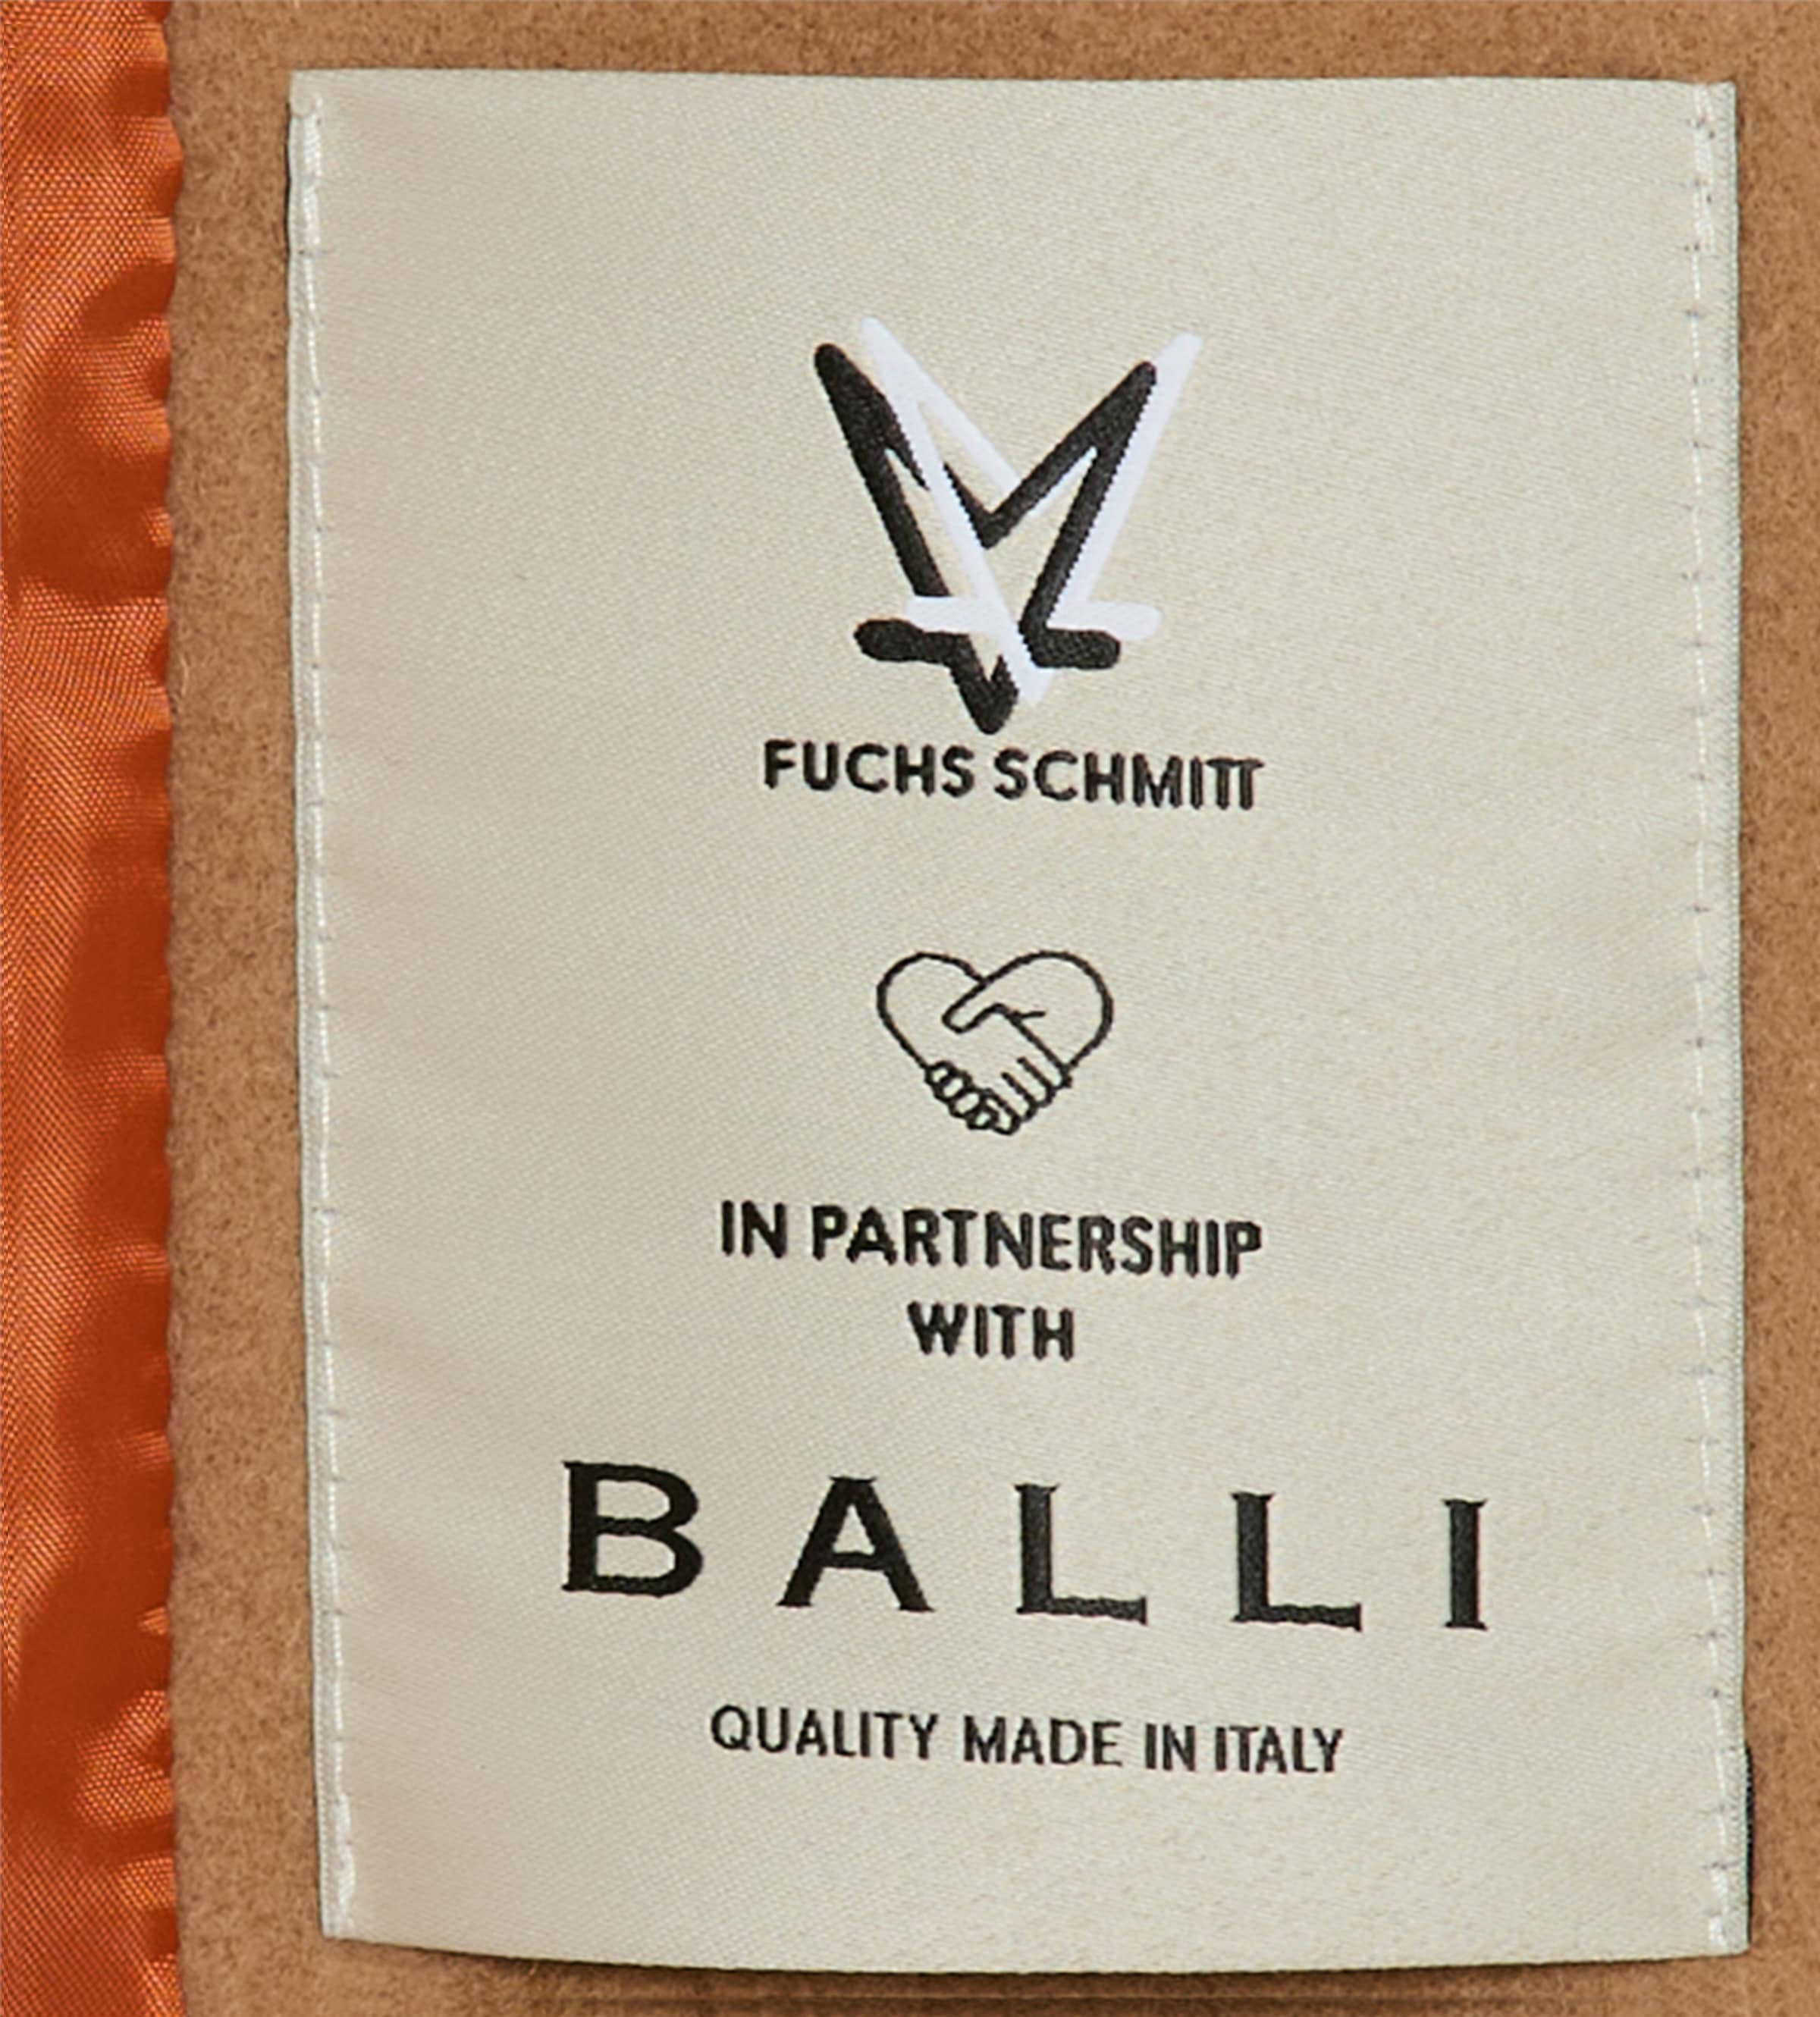 FUCHS SCHMITT
IN PARTNERSHIP
WITH
BALLI
QUALITY MADE IN ITALY